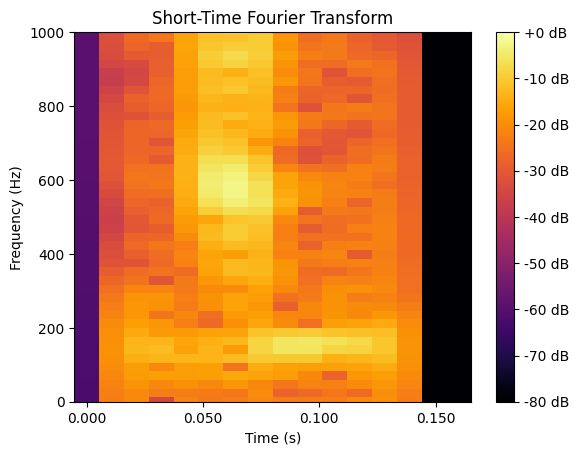 Short-Time Fourier Transform
1000
800
600
400
200
0
Frequency (Hz)
0.000
0.050
0.100
0.150
Time (s)
+0 dB
-10 dB
-20 dB
-30 dB
-40 dB
-50 dB
-60 dB
-70 dB
-80 dB